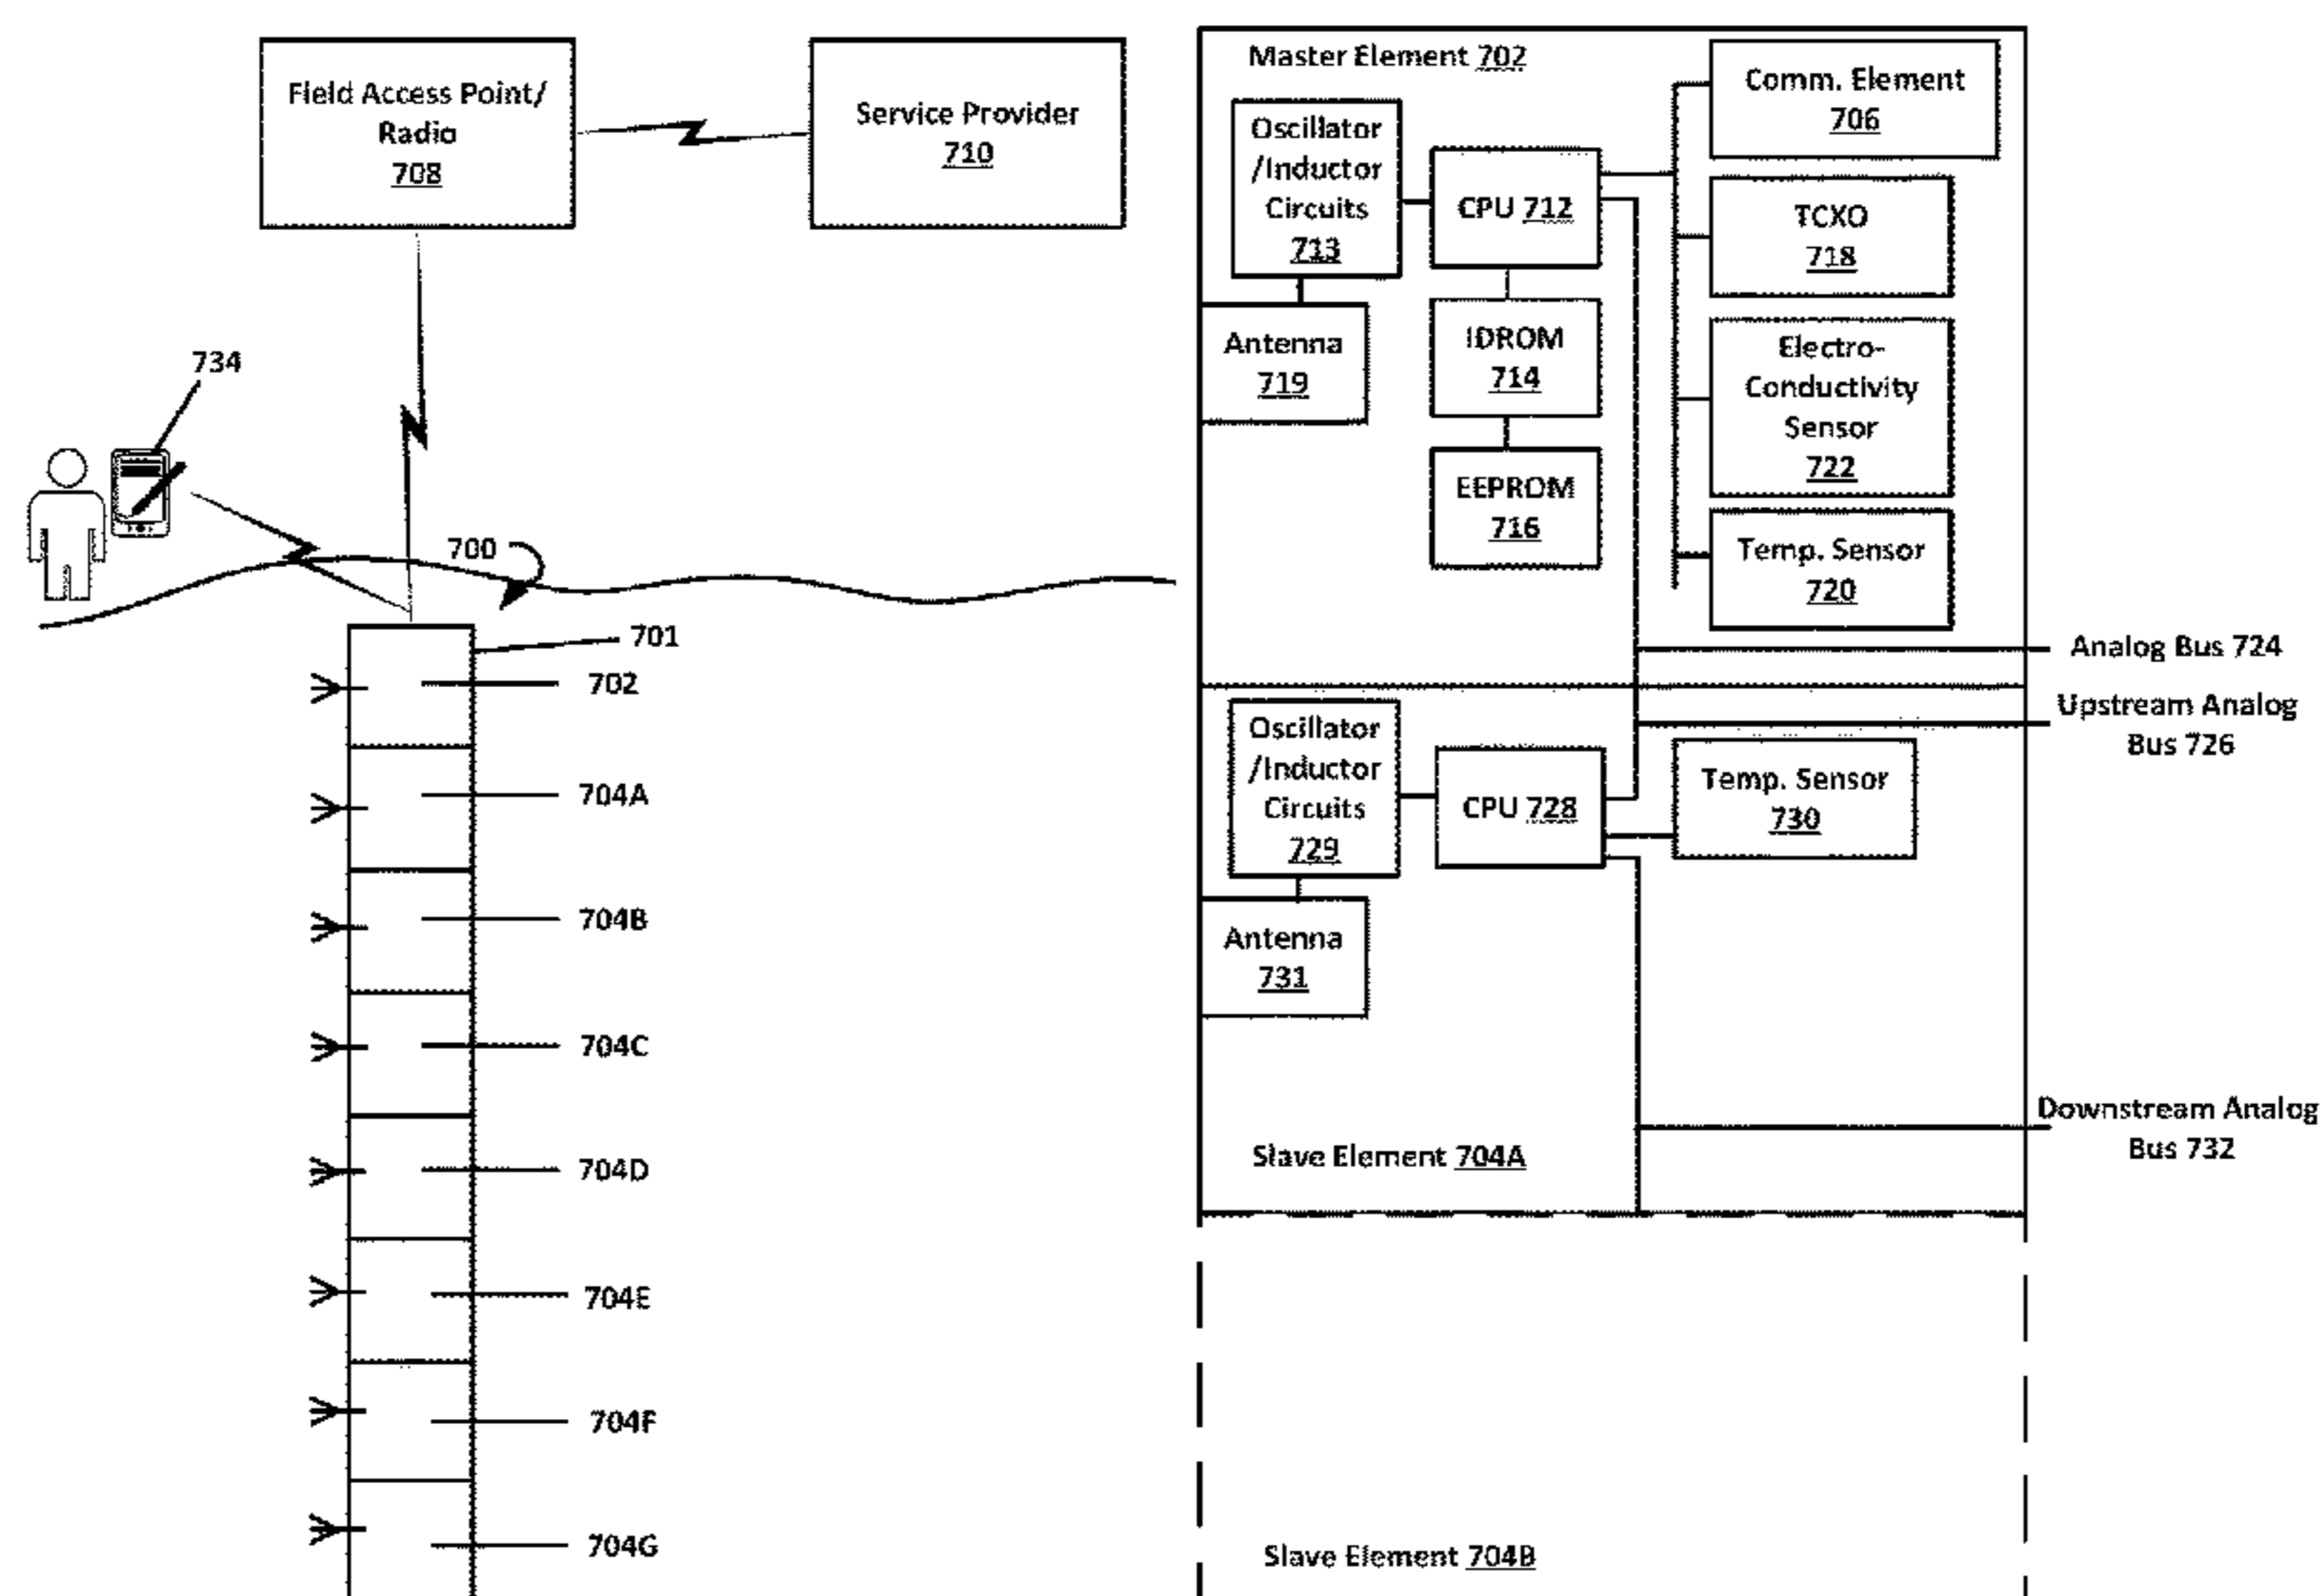 Field Access Point/
Radio
708
Service Provider
710
734
700
701
702
704A
704B
704C
704D
704E
704F
704G
Master Element 702
Oscillator
/Inductor
Circuits
713
CPU 712
Comm. Element
706
TCXO
718
Antenna
719
IDROM
714
Electro-
Conductivity
Sensor
722
EEPROM
716
Temp. Sensor
720
Analog Bus 724
Upstream Analog
Bus 726
Oscillator
/Inductor
Circuits
729
CPU 728
Temp. Sensor
730
Antenna
731
Downstream Analog
Bus 732
Slave Element 704A
Slave Element 704B